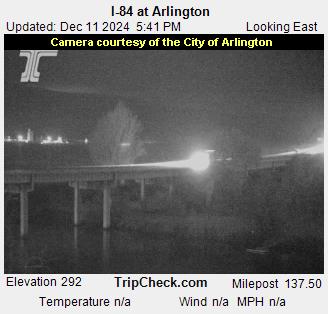 I-84 at Arlington
Updated: Dec 11 2024 5:41 PM Looking East
Camera courtesy of the City of Arlington
Elevation 292 TripCheck.com Milepost 137.50
Temperature n/a Wind n/a MPH n/a